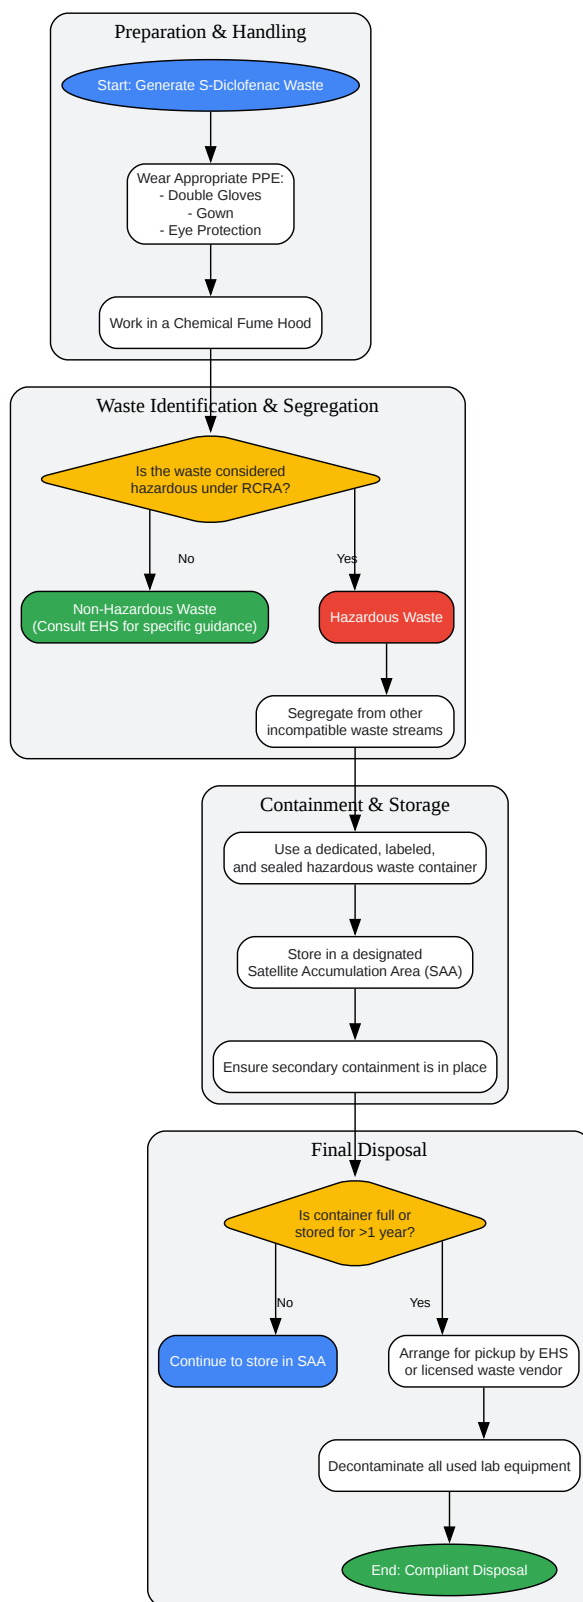 Preparation & Handling
Start: Generate S-Diclofenac Waste
Wear Appropriate PPE:
- Double Gloves
- Gown
- Eye Protection
Work in a Chemical Fume Hood
Waste Identification & Segregation
Is the waste considered
hazardous under RCRA?
No
Yes
Non-Hazardous Waste
(Consult EHS for specific guidance)
Hazardous Waste
Segregate from other
incompatible waste streams
Containment & Storage
Use a dedicated, labeled,
and sealed hazardous waste container
Store in a designated
Satellite Accumulation Area (SAA)
Ensure secondary containment is in place
Final Disposal
Is container full or
stored for >1 year?
No
Yes
Continue to store in SAA
Arrange for pickup by EHS
or licensed waste vendor
Decontaminate all used lab equipment
End: Compliant Disposal